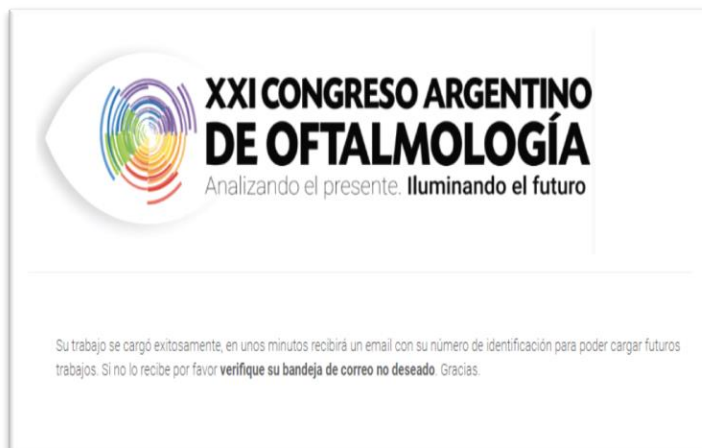 XXI CONGRESO ARGENTINO
DE OFTALMOLOGÍA
Analizando el presente. Iluminando el futuro
Su trabajo se cargó exitosamente, en unos minutos recibirá un email con su número de identificación para poder cargar futuros
trabajos. Si no lo recibe por favor verifique su bandeja de correo no deseado. Gracias.